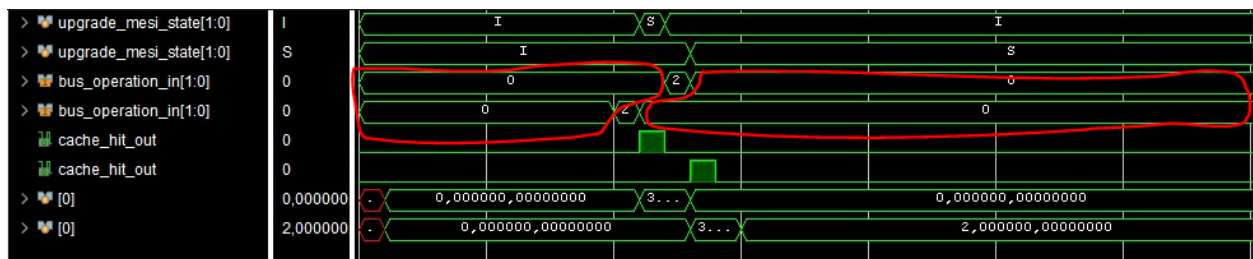 upgrade_mesi_state[1:0] I I S I
upgrade_mesi_state[1:0] S I S
bus_operation_in[1:0] 0 0 2 0
bus_operation_in[1:0] 0 0 2 0
cache_hit_out 0
cache_hit_out 0
[0] 0,000000 . 0,000000,00000000 3... 0,000000,00000000
[0] 2,000000 . 0,000000,00000000 3... 2,000000,00000000